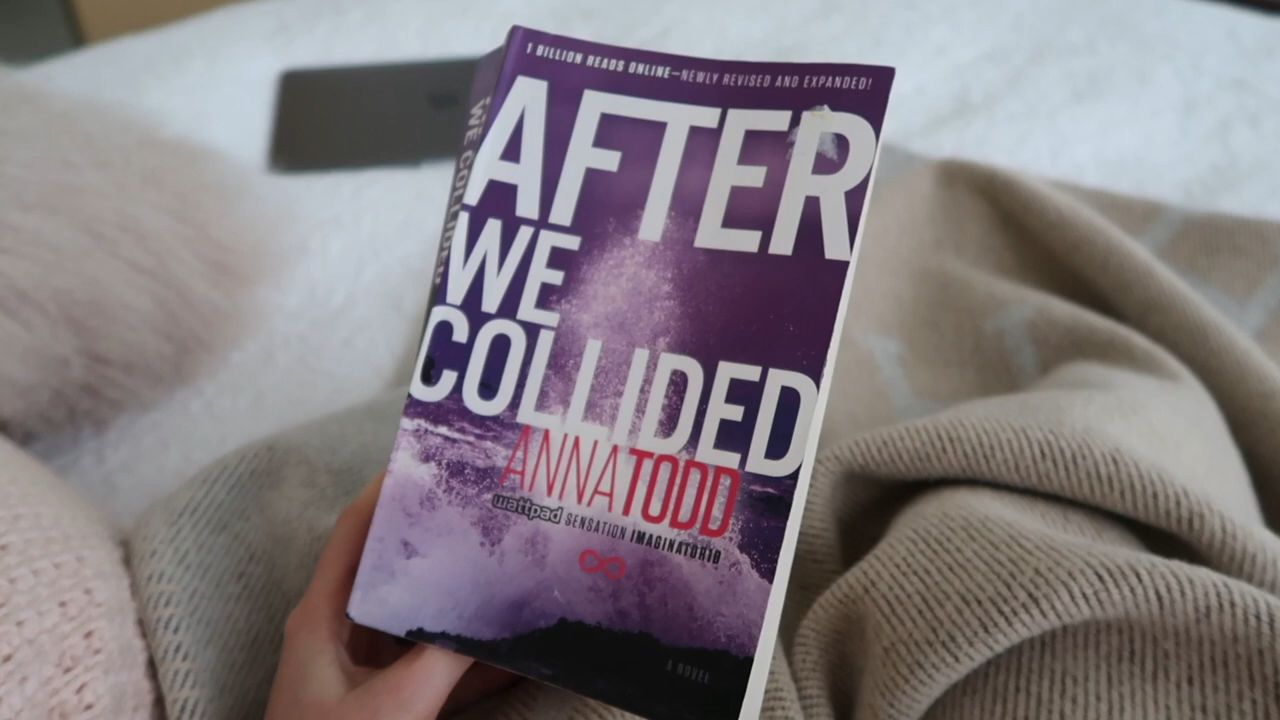 1 BILLION READS ONLINE—NEWLY REVISED AND EXPANDED!
AFTER
WE
COLLIDED
ANNA TODD
wattpad SENSATION IMAGINATOR1D
A NOVEL
WE COLLIDED